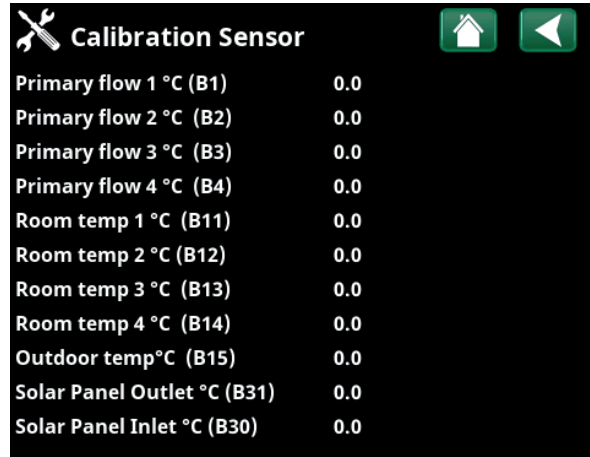 Calibration Sensor
Primary flow 1 °C (B1) 0.0
Primary flow 2 °C (B2) 0.0
Primary flow 3 °C (B3) 0.0
Primary flow 4 °C (B4) 0.0
Room temp 1 °C (B11) 0.0
Room temp 2 °C (B12) 0.0
Room temp 3 °C (B13) 0.0
Room temp 4 °C (B14) 0.0
Outdoor temp°C (B15) 0.0
Solar Panel Outlet °C (B31) 0.0
Solar Panel Inlet °C (B30) 0.0